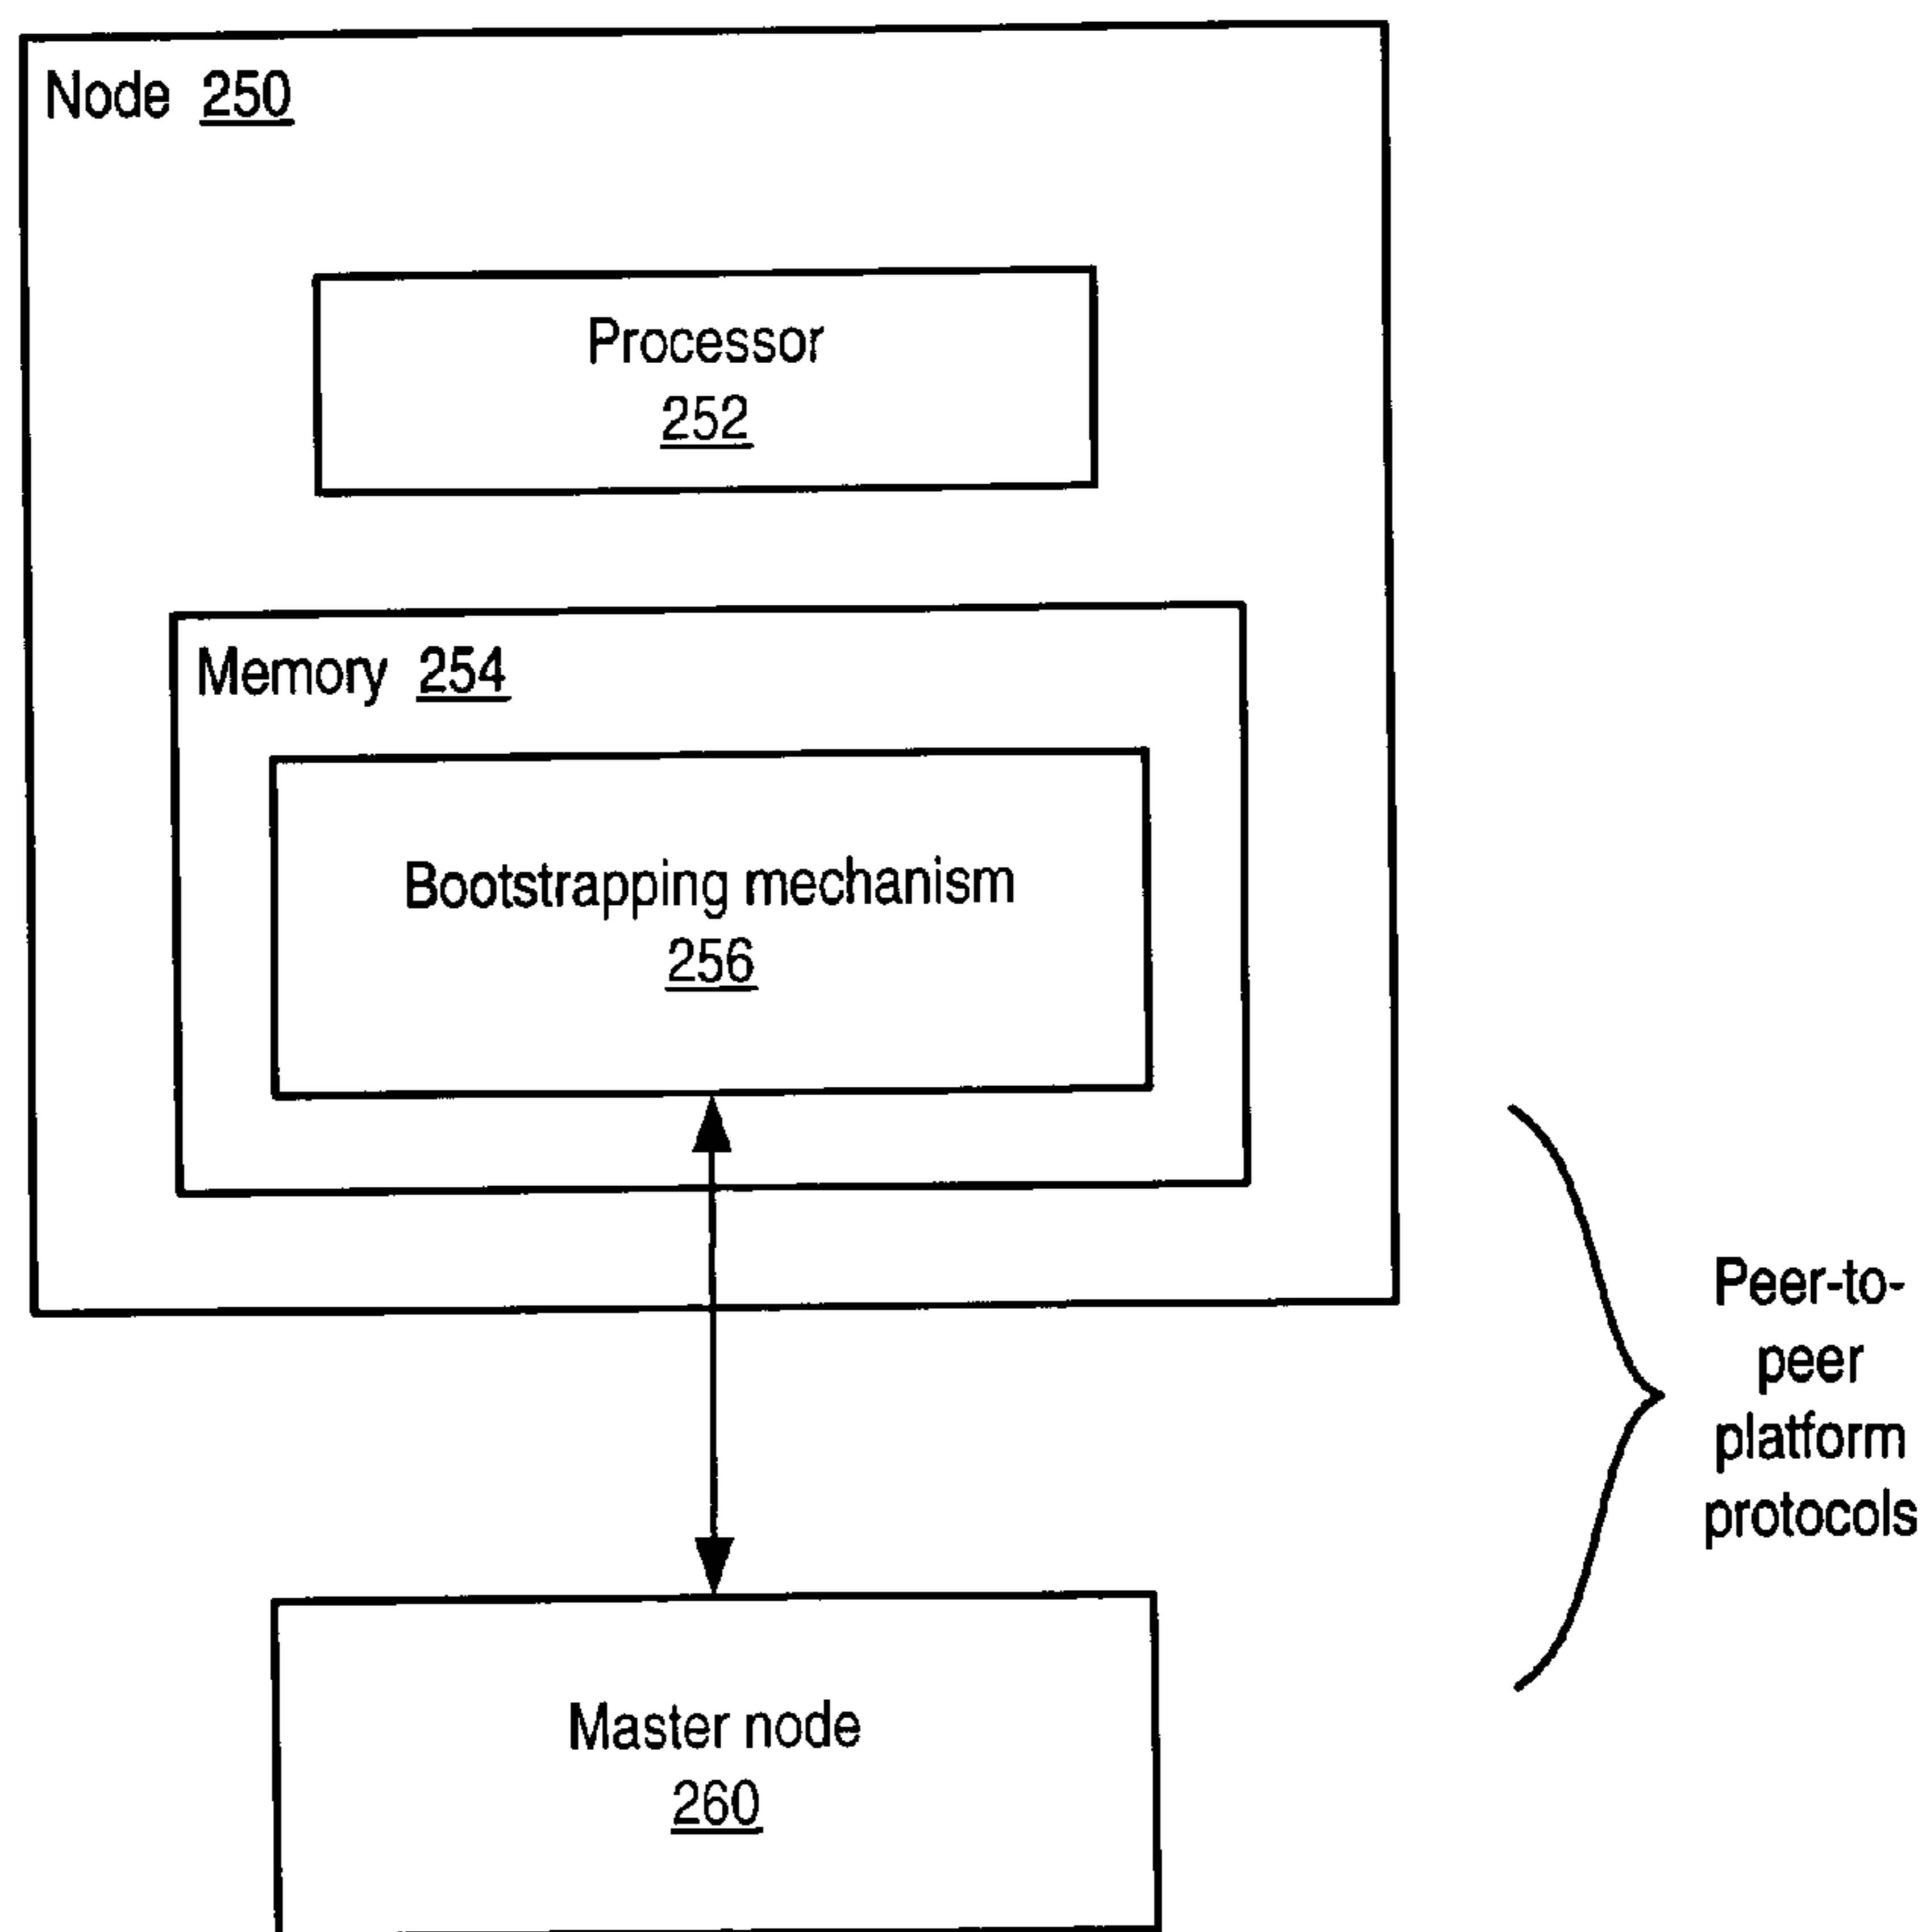 Node 250
Processor
252
Memory 254
Bootstrapping mechanism
256
Peer-to-
peer
platform
protocols
Master node
260